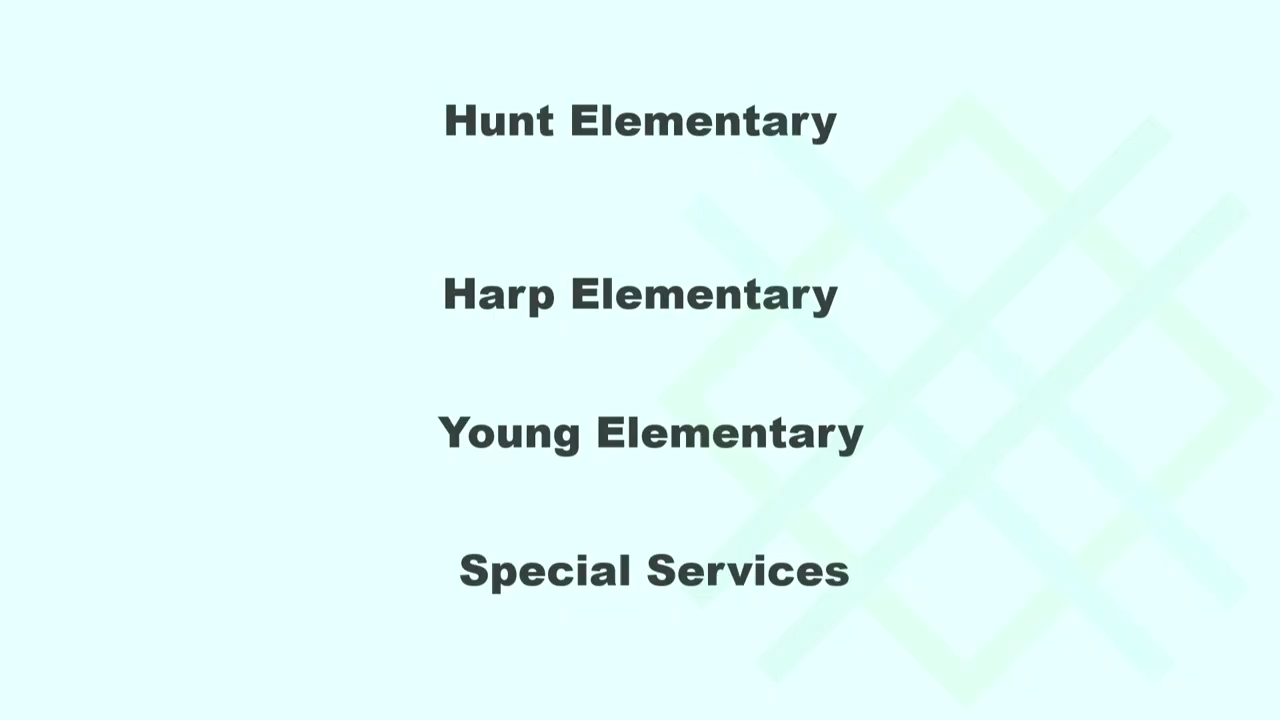 Hunt Elementary
Harp Elementary
Young Elementary
Special Services